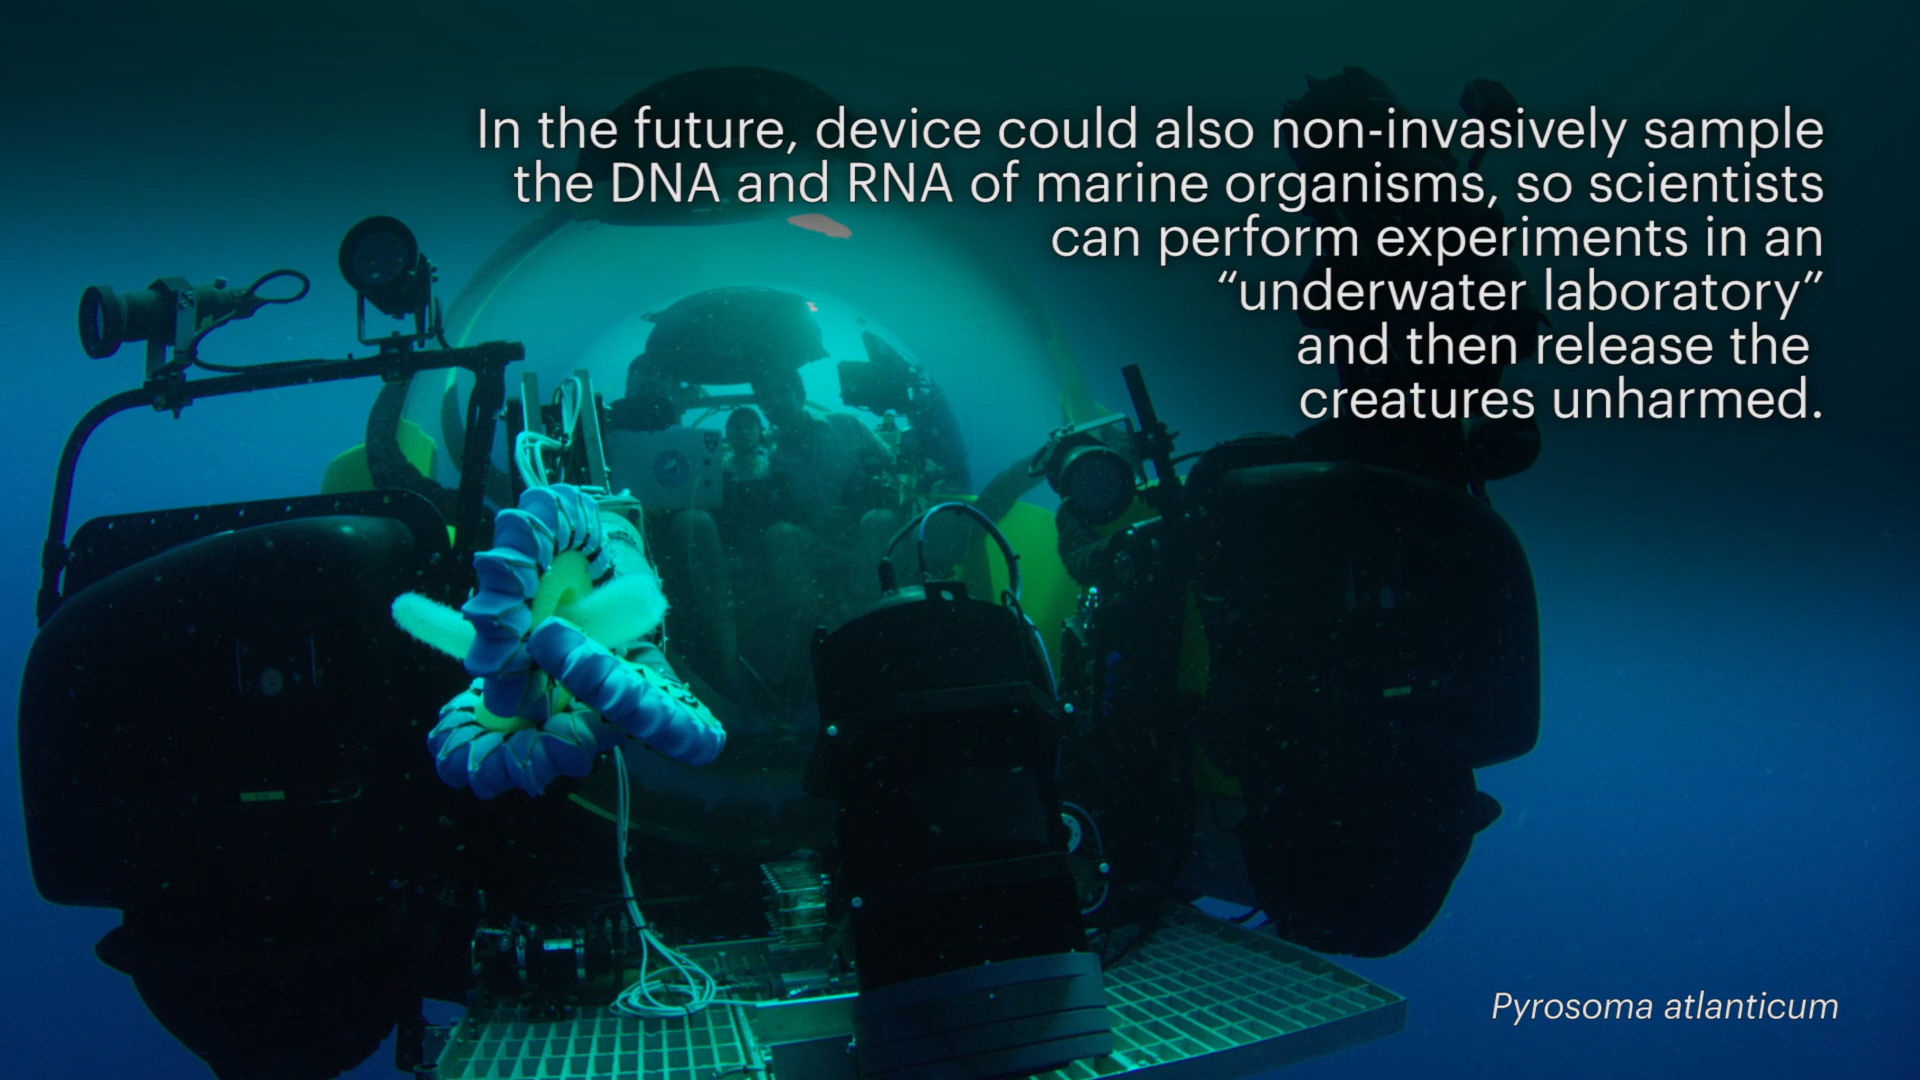 In the future, device could also non-invasively sample
the DNA and RNA of marine organisms, so scientists
can perform experiments in an
“underwater laboratory”
and then release the
creatures unharmed.
Pyrosoma atlanticum